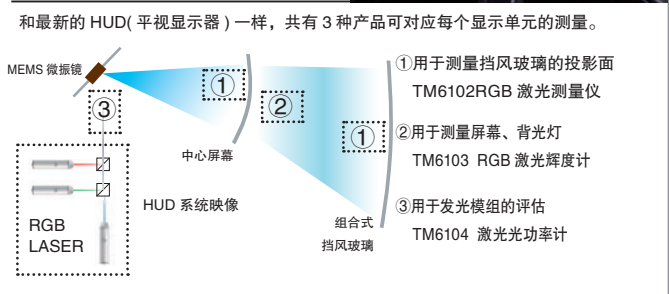 和最新的 HUD( 平视显示器 ) 一样，共有 3 种产品可对应每个显示单元的测量。
MEMS 微振镜
①
②
①
③
中心屏幕
HUD 系统映像
RGB
LASER
组合式
挡风玻璃
①用于测量挡风玻璃的投影面
TM6102RGB 激光测量仪
②用于测量屏幕、背光灯
TM6103 RGB 激光辉度计
③用于发光模组的评估
TM6104 激光光功率计